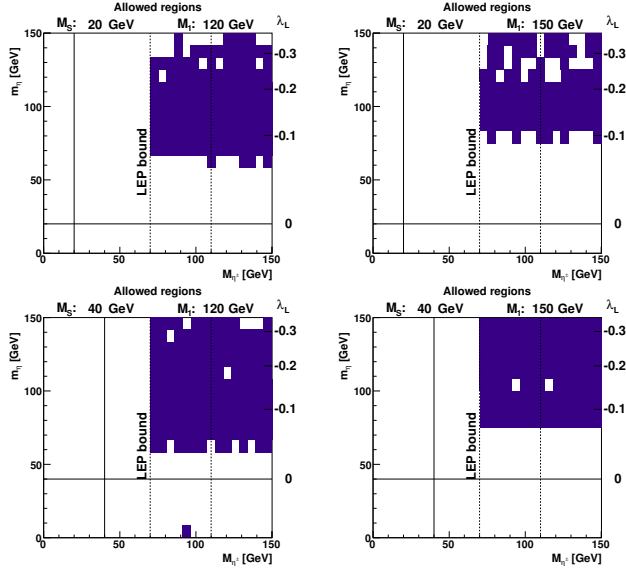 Allowed regions
M_S: 20 GeV M_1: 120 GeV λ_L
m_η [GeV]
150
100
50
0
-0.3
-0.2
-0.1
0
LEP bound
0 50 100 150
M_η± [GeV]
Allowed regions
M_S: 20 GeV M_1: 150 GeV λ_L
m_η [GeV]
150
100
50
0
-0.3
-0.2
-0.1
0
LEP bound
0 50 100 150
M_η± [GeV]
Allowed regions
M_S: 40 GeV M_1: 120 GeV λ_L
m_η [GeV]
150
100
50
0
-0.3
-0.2
-0.1
0
LEP bound
0 50 100 150
M_η± [GeV]
Allowed regions
M_S: 40 GeV M_1: 150 GeV λ_L
m_η [GeV]
150
100
50
0
-0.3
-0.2
-0.1
0
LEP bound
0 50 100 150
M_η± [GeV]